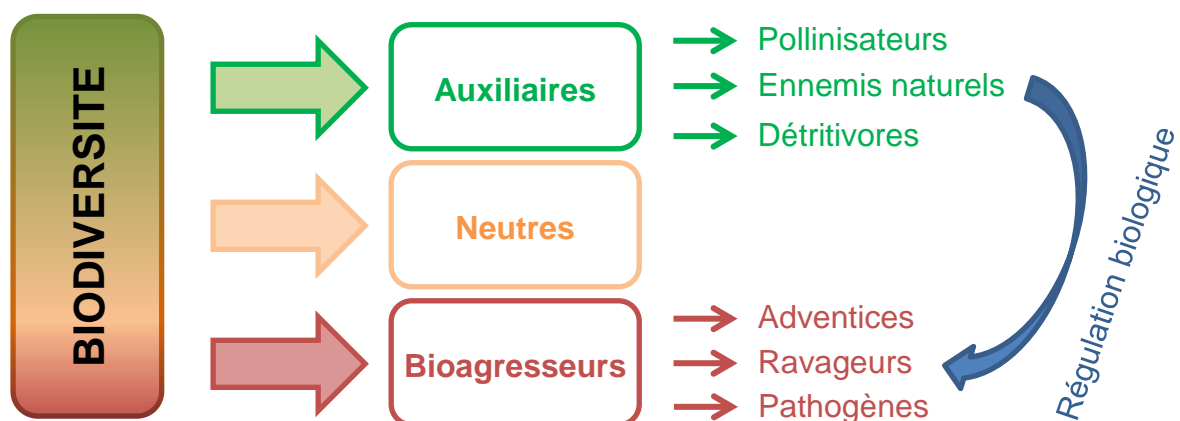 BIODIVERSITE
Auxiliaires
Pollinisateurs
Ennemis naturels
Détritivores
Neutres
Bioagresseurs
Adventices
Ravageurs
Pathogènes
Régulation biologique